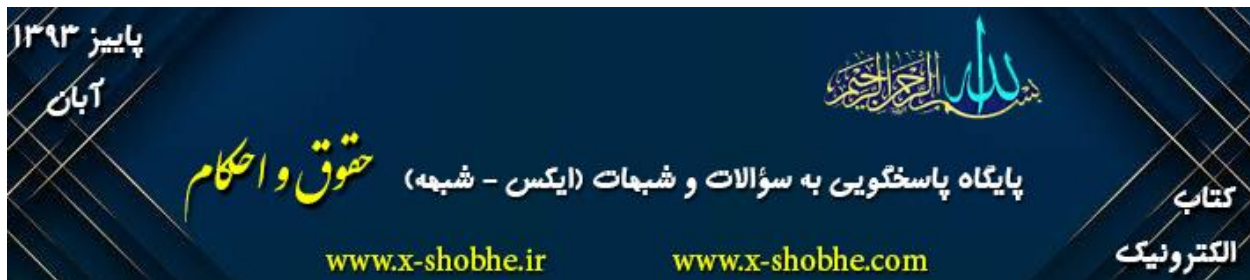 پاییز ۱۳۹۳
آبان
بسم الله الرحمن الرحیم
پایگاه پاسخگویی به سؤالات و شبهات (ایکس - شبهه) حقوق و احکام
کتاب
الکترونیک
www.x-shobhe.ir www.x-shobhe.com